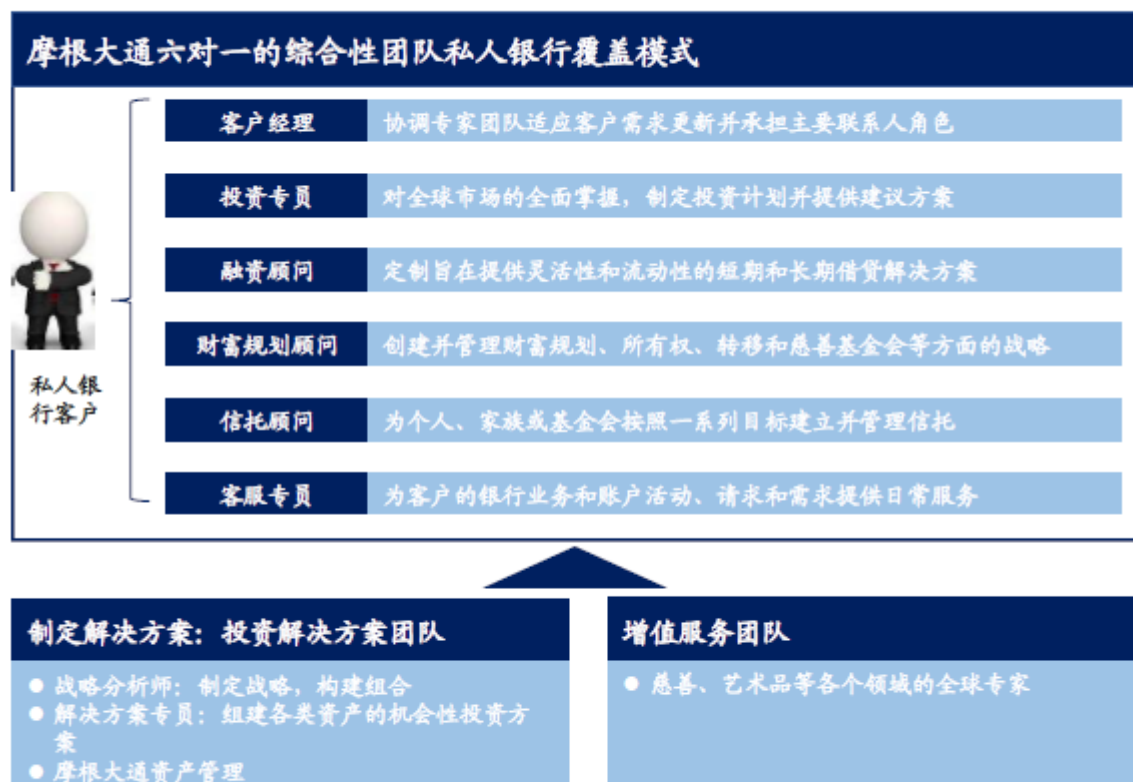 摩根大通六对一的综合性团队私人银行覆盖模式
客户经理 协调专家团队适应客户需求更新并承担主要联系人角色
投资专员 对全球市场的全面掌握，制定投资计划并提供建议方案
融资顾问 定制旨在提供灵活性和流动性的短期和长期借贷解决方案
财富规划顾问 创建并管理财富规划、所有权、转移和慈善基金会等方面的战略
私人银
行客户
信托顾问 为个人、家族或基金会按照一系列目标建立并管理信托
客服专员 为客户的银行业务和账户活动、请求和需求提供日常服务
制定解决方案：投资解决方案团队
● 战略分析师：制定战略，构建组合
● 解决方案专员：组建各类资产的机会性投资方
案
● 摩根大通资产管理
增值服务团队
● 慈善、艺术品等各个领域的全球专家